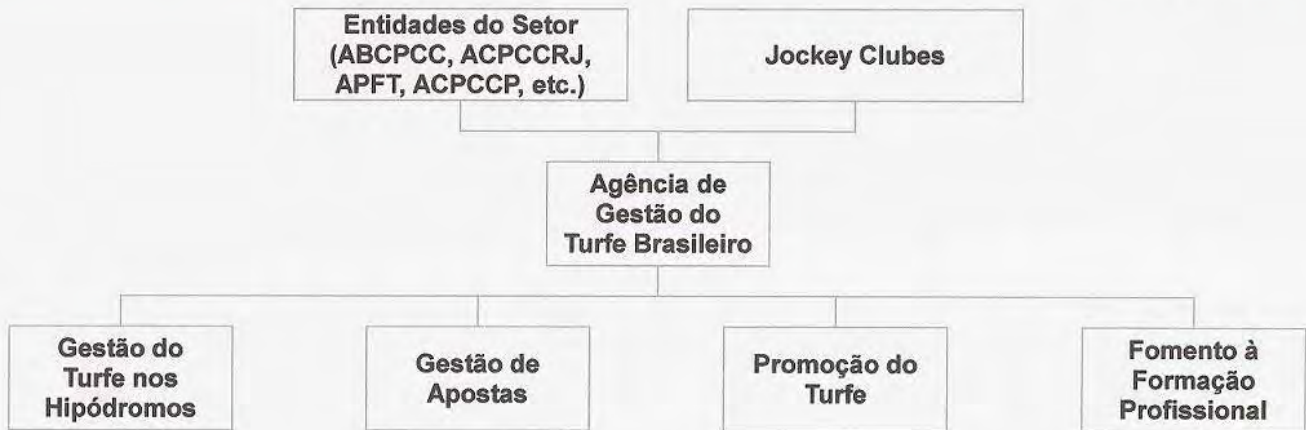 Entidades do Setor
(ABCPCC, ACPCCRJ,
APFT, ACPCCP, etc.)
Jockey Clubes
Agência de
Gestão do
Turfe Brasileiro
Gestão do
Turfe nos
Hipódromos
Gestão de
Apostas
Promoção do
Turfe
Fomento à
Formação
Profissional